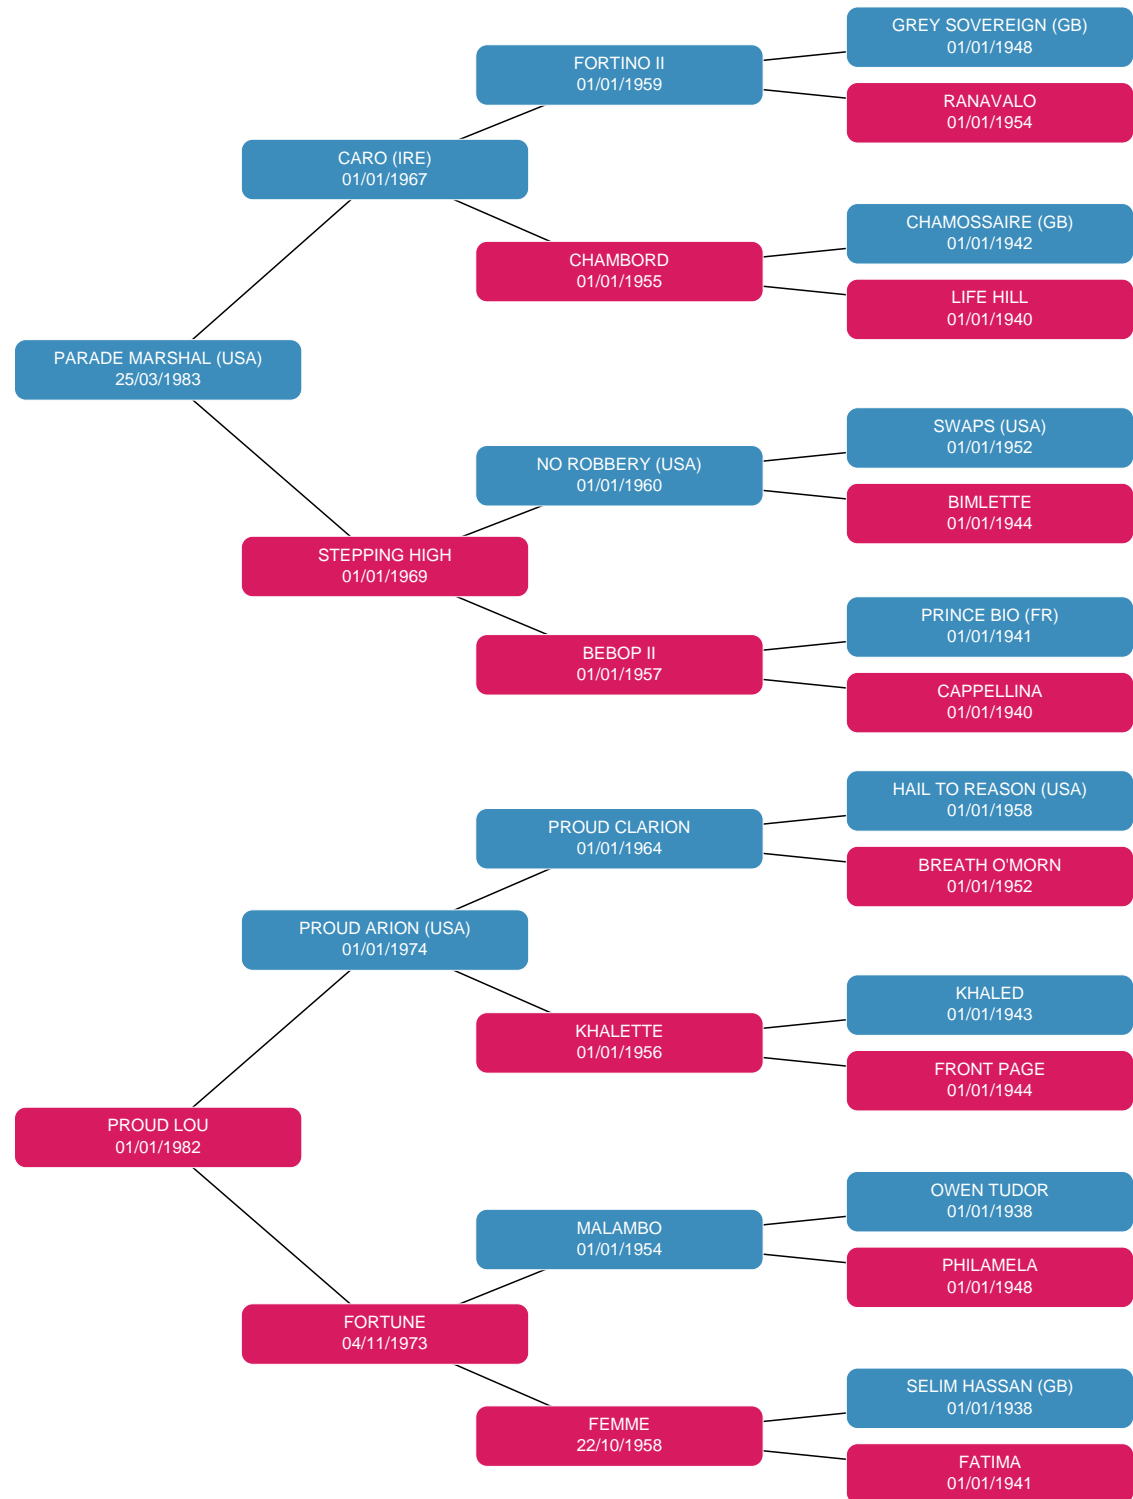 GREY SOVEREIGN (GB)
01/01/1948
FORTINO II
01/01/1959
RANAVALO
01/01/1954
CARO (IRE)
01/01/1967
CHAMOSSAIRE (GB)
01/01/1942
CHAMBORD
01/01/1955
LIFE HILL
01/01/1940
PARADE MARSHAL (USA)
25/03/1983
SWAPS (USA)
01/01/1952
NO ROBBERY (USA)
01/01/1960
BIMLETTE
01/01/1944
STEPPING HIGH
01/01/1969
PRINCE BIO (FR)
01/01/1941
BEBOP II
01/01/1957
CAPPELLINA
01/01/1940
HAIL TO REASON (USA)
01/01/1958
PROUD CLARION
01/01/1964
BREATH O'MORN
01/01/1952
PROUD ARION (USA)
01/01/1974
KHALED
01/01/1943
KHALETTE
01/01/1956
FRONT PAGE
01/01/1944
PROUD LOU
01/01/1982
OWEN TUDOR
01/01/1938
MALAMBO
01/01/1954
PHILAMELA
01/01/1948
FORTUNE
04/11/1973
SELIM HASSAN (GB)
01/01/1938
FEMME
22/10/1958
FATIMA
01/01/1941